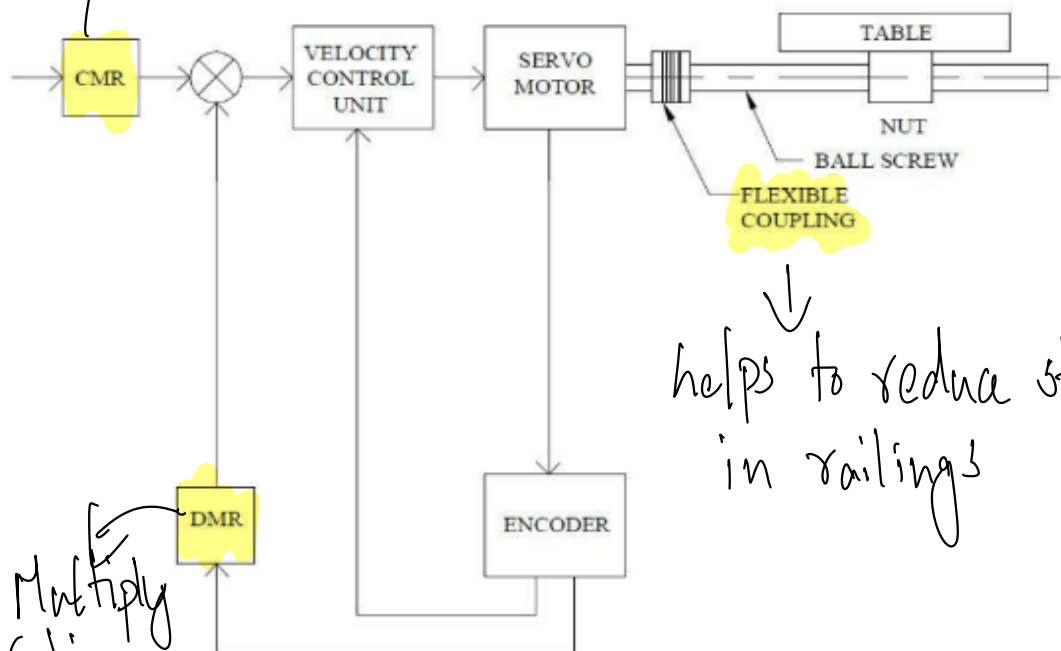 CMR
VELOCITY
CONTROL
UNIT
SERVO
MOTOR
TABLE
NUT
BALL SCREW
FLEXIBLE
COUPLING
helps to reduce
in railings
DMR
ENCODER
Multiply